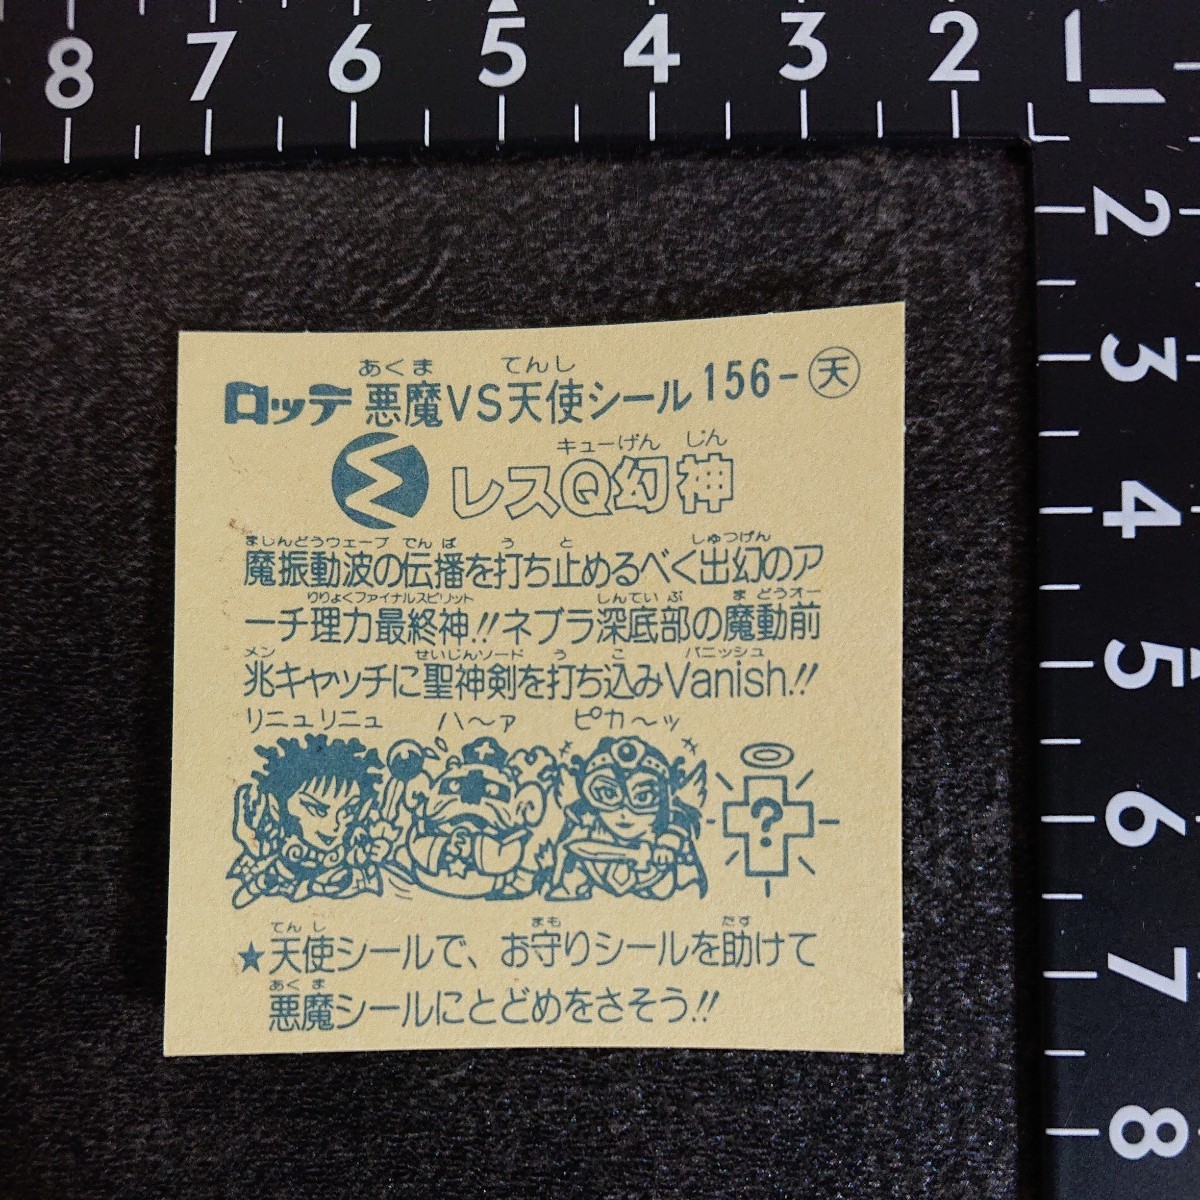 8 7 6 5 4 3 2 1
1
2
3
4
5
6
7
8
あくま てんし
ロッテ 悪魔VS天使シール 156-天
キューげん じん
レスQ幻神
ましんどうウェーブ でんぱ う と しゅつげん
魔振動波の伝播を打ち止めるべく出幻のア
りりょくファイナルスピリット しんていぶ まどうオー
ーチ理力最終神!!ネブラ深底部の魔動前
メン せいじんソード う こ バニッシュ
兆キャッチに聖神剣を打ち込みVanish!!
リニュリニュ ハ〜ァ ピカ〜ッ
?
てんし まも たす
★天使シールで、お守りシールを助けて
あくま
悪魔シールにとどめをさそう!!